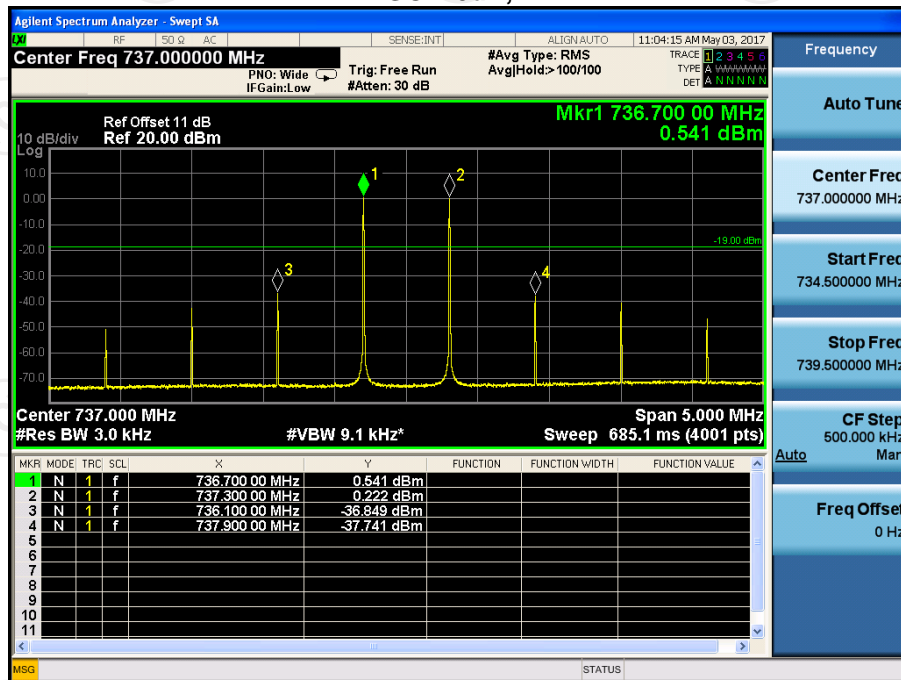 Agilent Spectrum Analyzer - Swept SA
LXI RF 50 Ω AC SENSE:INT ALIGN AUTO 11:04:15 AM May 03, 2017
Center Freq 737.000000 MHz
PNO: Wide
IFGain:Low
Trig: Free Run
#Atten: 30 dB
#Avg Type: RMS
Avg|Hold:>100/100
TRACE 1 2 3 4 5 6
TYPE A WWWWW
DET A N N N N N
Mkr1 736.700 00 MHz
0.541 dBm
Ref Offset 11 dB
10 dB/div Ref 20.00 dBm
Log
10.0
0.00
-10.0
-20.0
-30.0
-40.0
-50.0
-60.0
-70.0
1
2
3
4
-19.00 dBm
Center 737.000 MHz Span 5.000 MHz
#Res BW 3.0 kHz #VBW 9.1 kHz* Sweep 685.1 ms (4001 pts)
MKR MODE TRC SCL X Y FUNCTION FUNCTION WIDTH FUNCTION VALUE
1 N 1 f 736.700 00 MHz 0.541 dBm
2 N 1 f 737.300 00 MHz 0.222 dBm
3 N 1 f 736.100 00 MHz -36.849 dBm
4 N 1 f 737.900 00 MHz -37.741 dBm
5
6
7
8
9
10
11
MSG STATUS
Frequency
Auto Tune
Center Freq
737.000000 MHz
Start Freq
734.500000 MHz
Stop Freq
739.500000 MHz
CF Step
500.000 kHz
Auto Man
Freq Offset
0 Hz